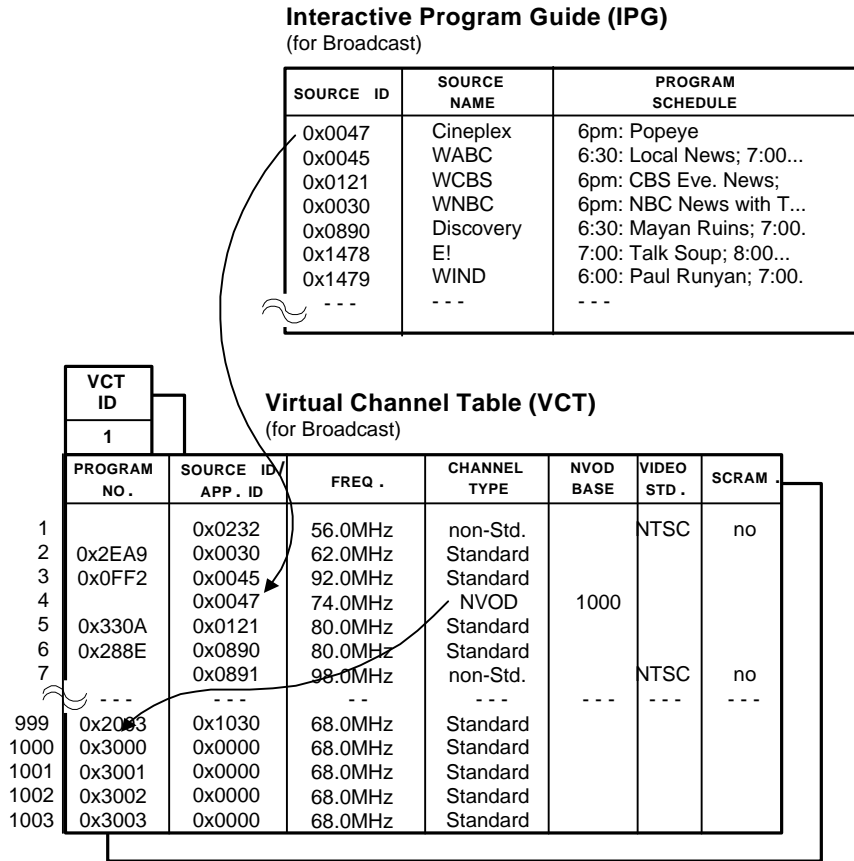 Interactive Program Guide (IPG)
(for Broadcast)
SOURCE ID SOURCE NAME PROGRAM SCHEDULE
0x0047 Cineplex 6pm: Popeye
0x0045 WABC 6:30: Local News; 7:00...
0x0121 WCBS 6pm: CBS Eve. News;
0x0030 WNBC 6pm: NBC News with T...
0x0890 Discovery 6:30: Mayan Ruins; 7:00.
0x1478 E! 7:00: Talk Soup; 8:00...
0x1479 WIND 6:00: Paul Runyan; 7:00.
- - - - - - - - -
VCT ID
1
Virtual Channel Table (VCT)
(for Broadcast)
PROGRAM NO. SOURCE ID/ APP. ID FREQ. CHANNEL TYPE NVOD BASE VIDEO STD. SCRAM.
1 0x0232 56.0MHz non-Std. NTSC no
2 0x2EA9 0x0030 62.0MHz Standard
3 0x0FF2 0x0045 92.0MHz Standard
4 0x0047 74.0MHz NVOD 1000
5 0x330A 0x0121 80.0MHz Standard
6 0x288E 0x0890 80.0MHz Standard
7 0x0891 98.0MHz non-Std. NTSC no
- - - - - - - - - - - - - - - - - - - -
999 0x2093 0x1030 68.0MHz Standard
1000 0x3000 0x0000 68.0MHz Standard
1001 0x3001 0x0000 68.0MHz Standard
1002 0x3002 0x0000 68.0MHz Standard
1003 0x3003 0x0000 68.0MHz Standard